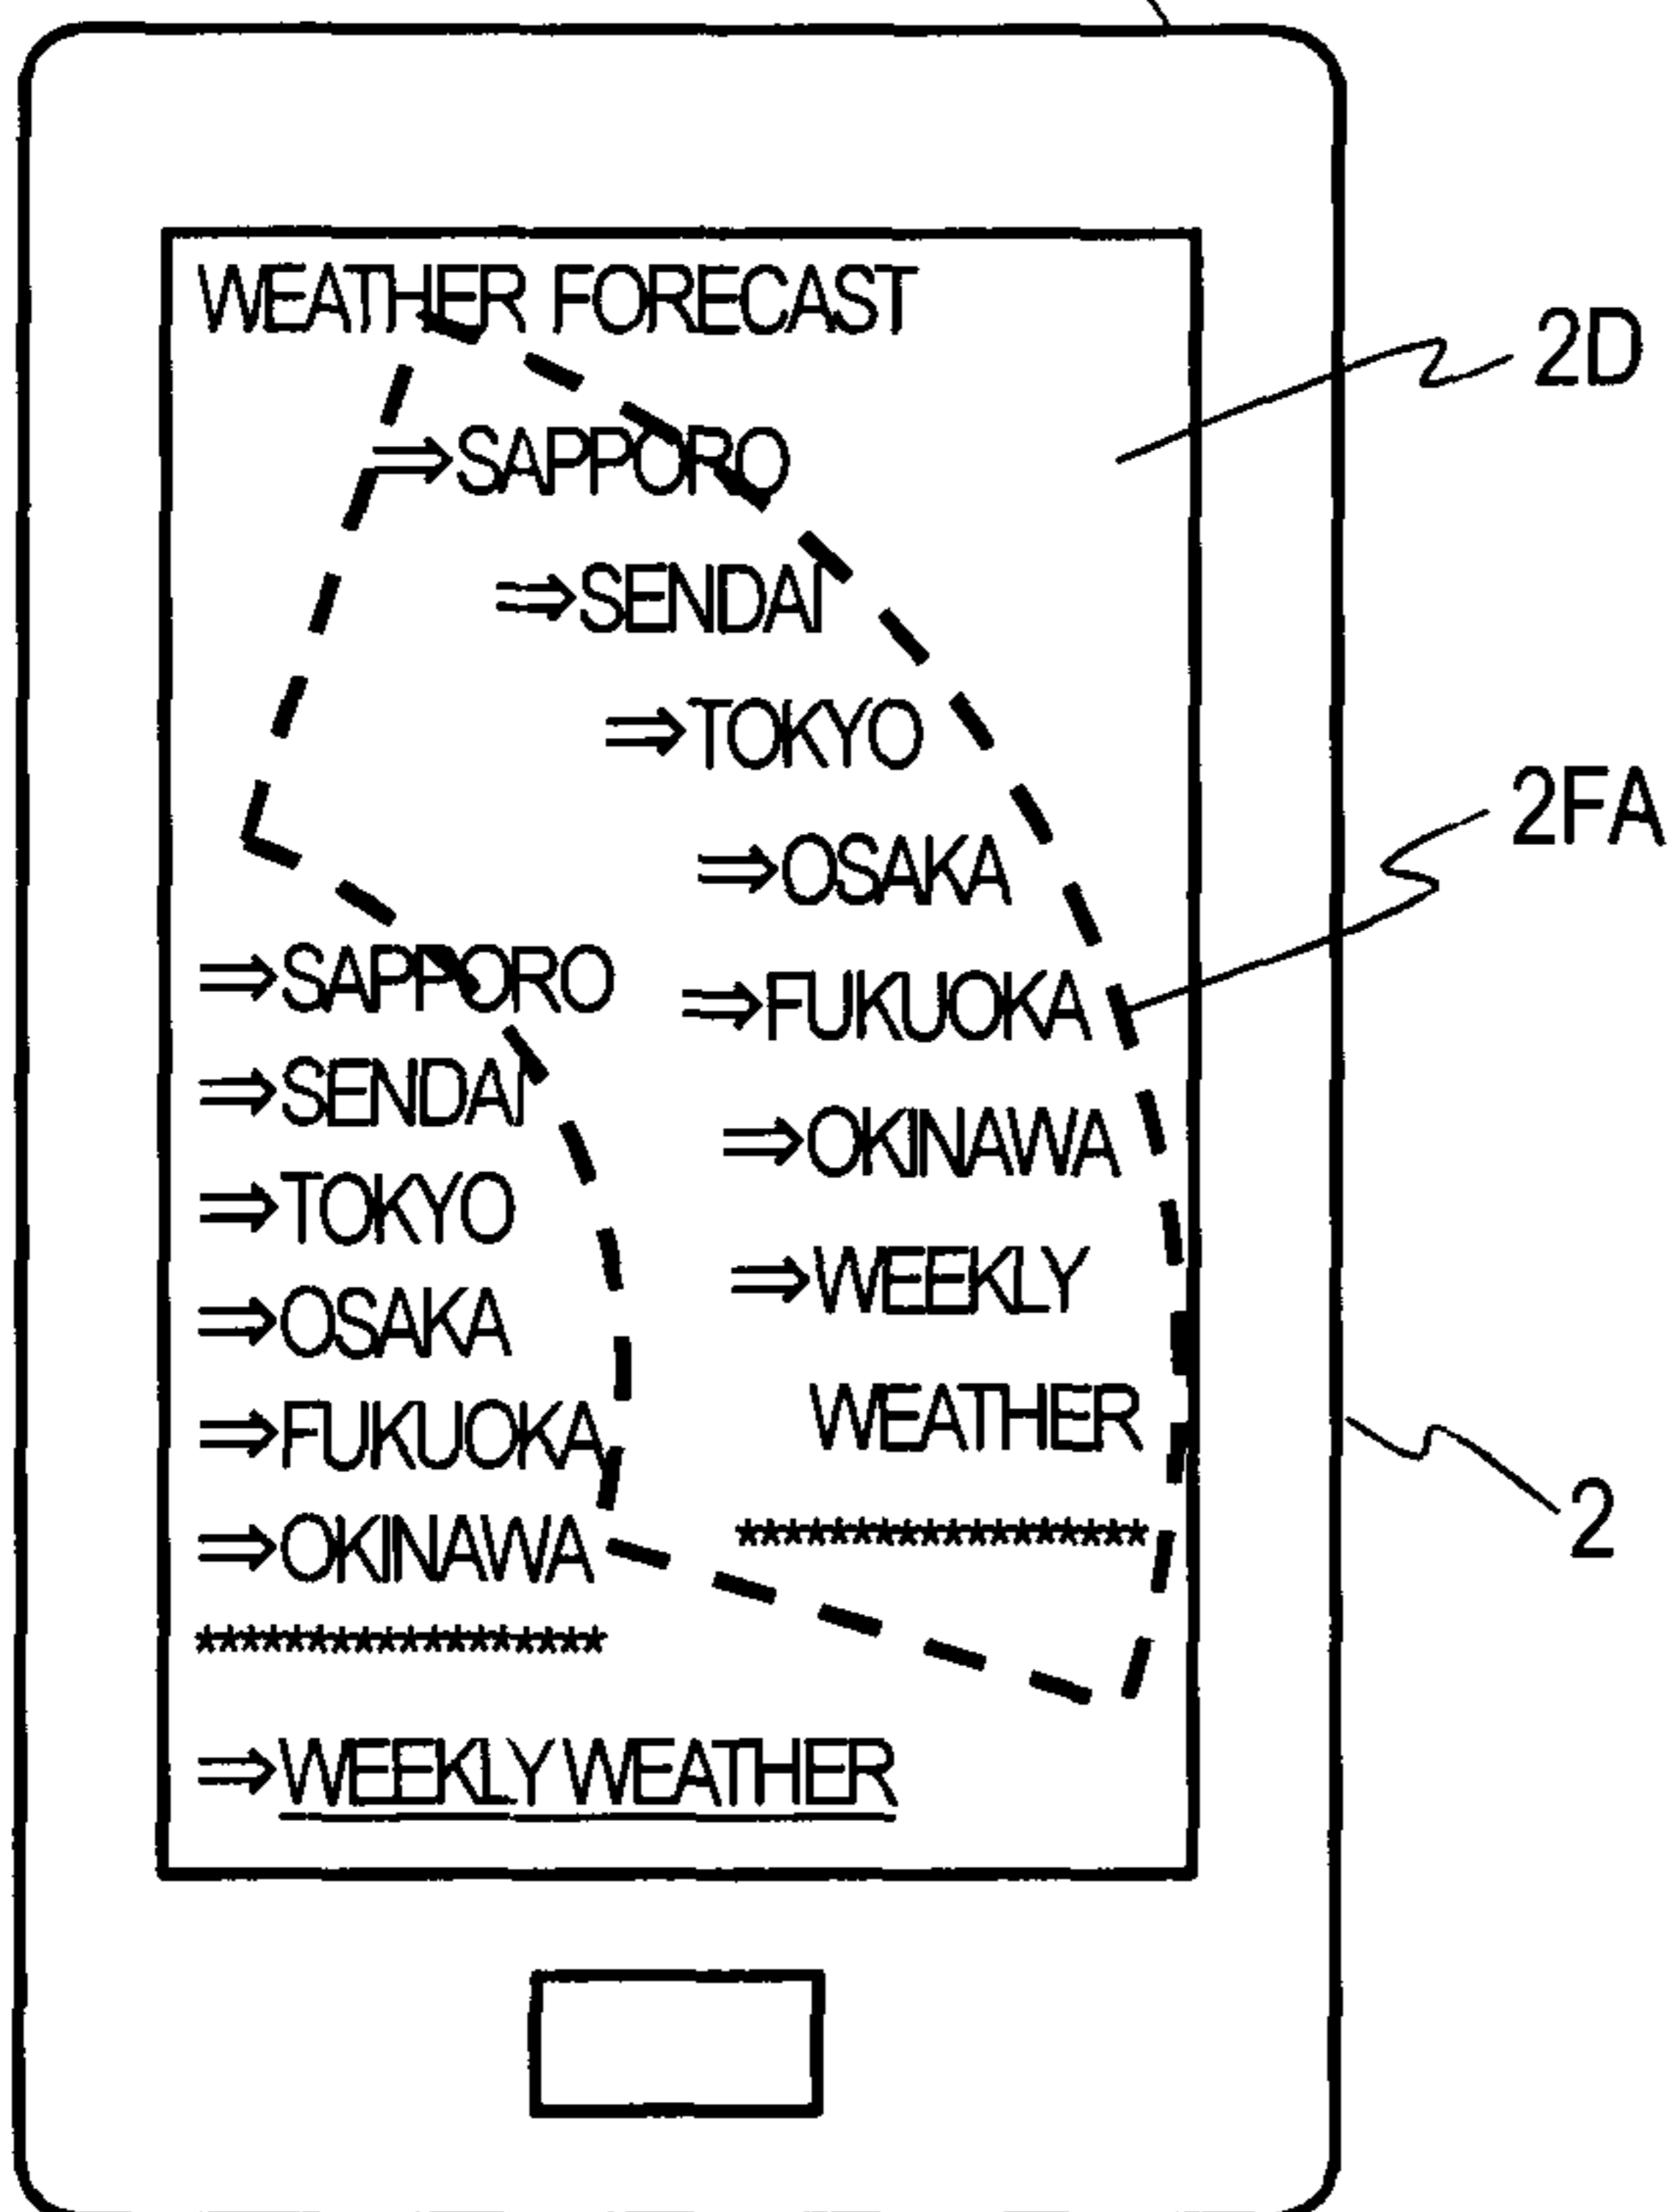 WEATHER FORECAST
⇒SAPPORO
⇒SENDAI
⇒TOKYO
⇒OSAKA
⇒FUKUOKA
⇒OKINAWA
⇒WEEKLY
WEATHER
******************
⇒SAPPORO
⇒SENDAI
⇒TOKYO
⇒OSAKA
⇒FUKUOKA
⇒OKINAWA
******************
⇒WEEKLY WEATHER
2D
2FA
2